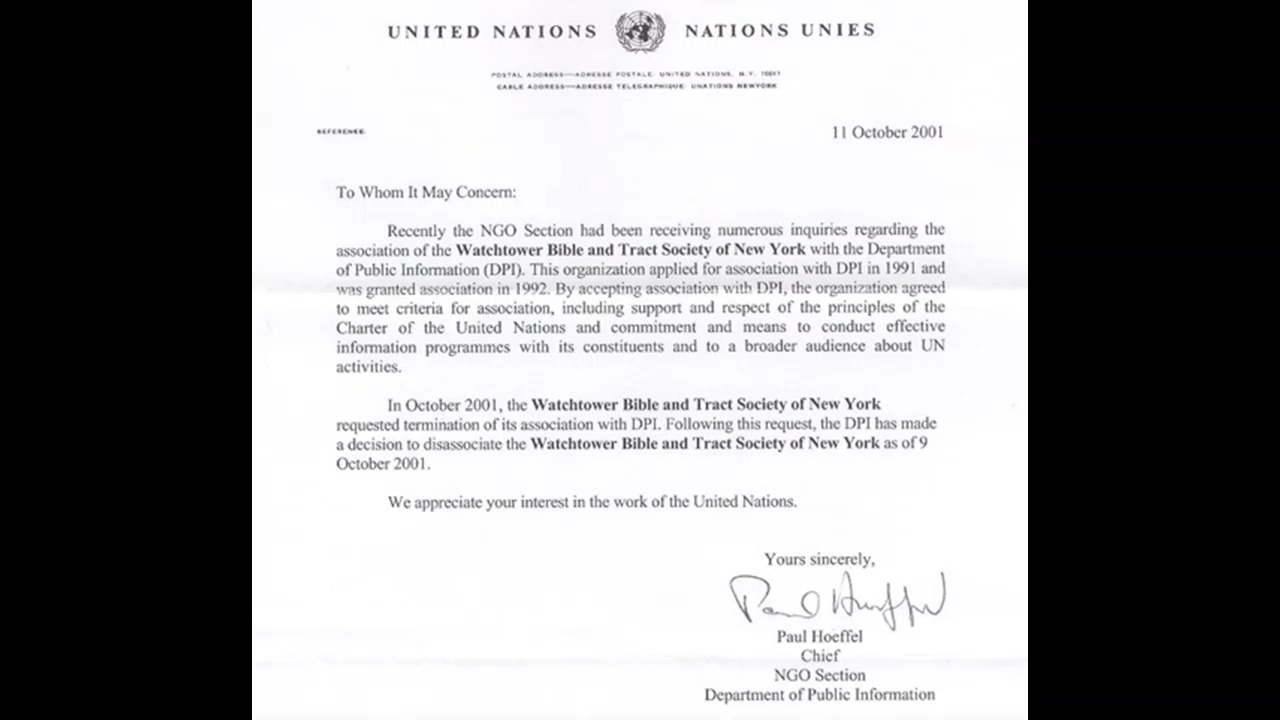 UNITED NATIONS NATIONS UNIES
POSTAL ADDRESS—ADRESSE POSTALE: UNITED NATIONS, N.Y. 10017
CABLE ADDRESS—ADRESSE TELEGRAPHIQUE: UNATIONS NEWYORK
REFERENCE:
11 October 2001
To Whom It May Concern:
Recently the NGO Section had been receiving numerous inquiries regarding the
association of the Watchtower Bible and Tract Society of New York with the Department
of Public Information (DPI). This organization applied for association with DPI in 1991 and
was granted association in 1992. By accepting association with DPI, the organization agreed
to meet criteria for association, including support and respect of the principles of the
Charter of the United Nations and commitment and means to conduct effective
information programmes with its constituents and to a broader audience about UN
activities.
In October 2001, the Watchtower Bible and Tract Society of New York
requested termination of its association with DPI. Following this request, the DPI has made
a decision to disassociate the Watchtower Bible and Tract Society of New York as of 9
October 2001.
We appreciate your interest in the work of the United Nations.
Yours sincerely,
Paul Hoeffel
Paul Hoeffel
Chief
NGO Section
Department of Public Information